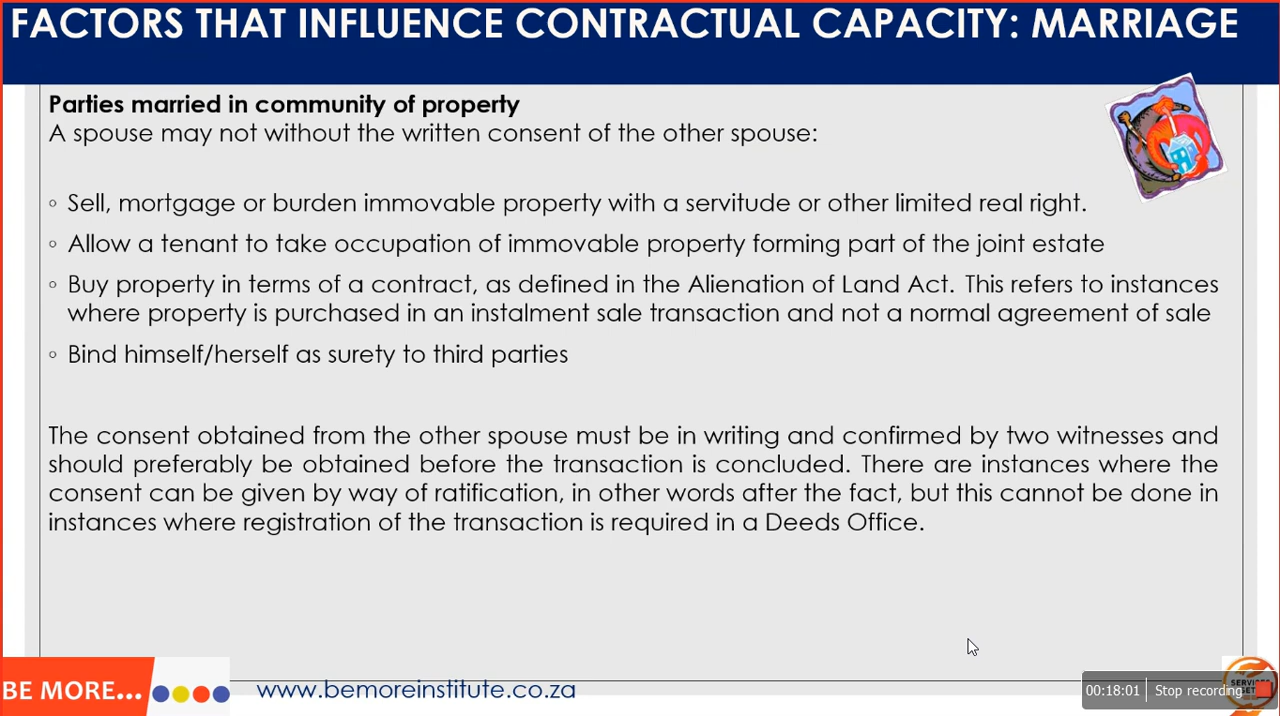 FACTORS THAT INFLUENCE CONTRACTUAL CAPACITY: MARRIAGE
Parties married in community of property
A spouse may not without the written consent of the other spouse:
◦ Sell, mortgage or burden immovable property with a servitude or other limited real right.
◦ Allow a tenant to take occupation of immovable property forming part of the joint estate
◦ Buy property in terms of a contract, as defined in the Alienation of Land Act. This refers to instances
where property is purchased in an instalment sale transaction and not a normal agreement of sale
◦ Bind himself/herself as surety to third parties
The consent obtained from the other spouse must be in writing and confirmed by two witnesses and
should preferably be obtained before the transaction is concluded. There are instances where the
consent can be given by way of ratification, in other words after the fact, but this cannot be done in
instances where registration of the transaction is required in a Deeds Office.
BE MORE...
www.bemoreinstitute.co.za
SERVICES
00:18:01 Stop recording